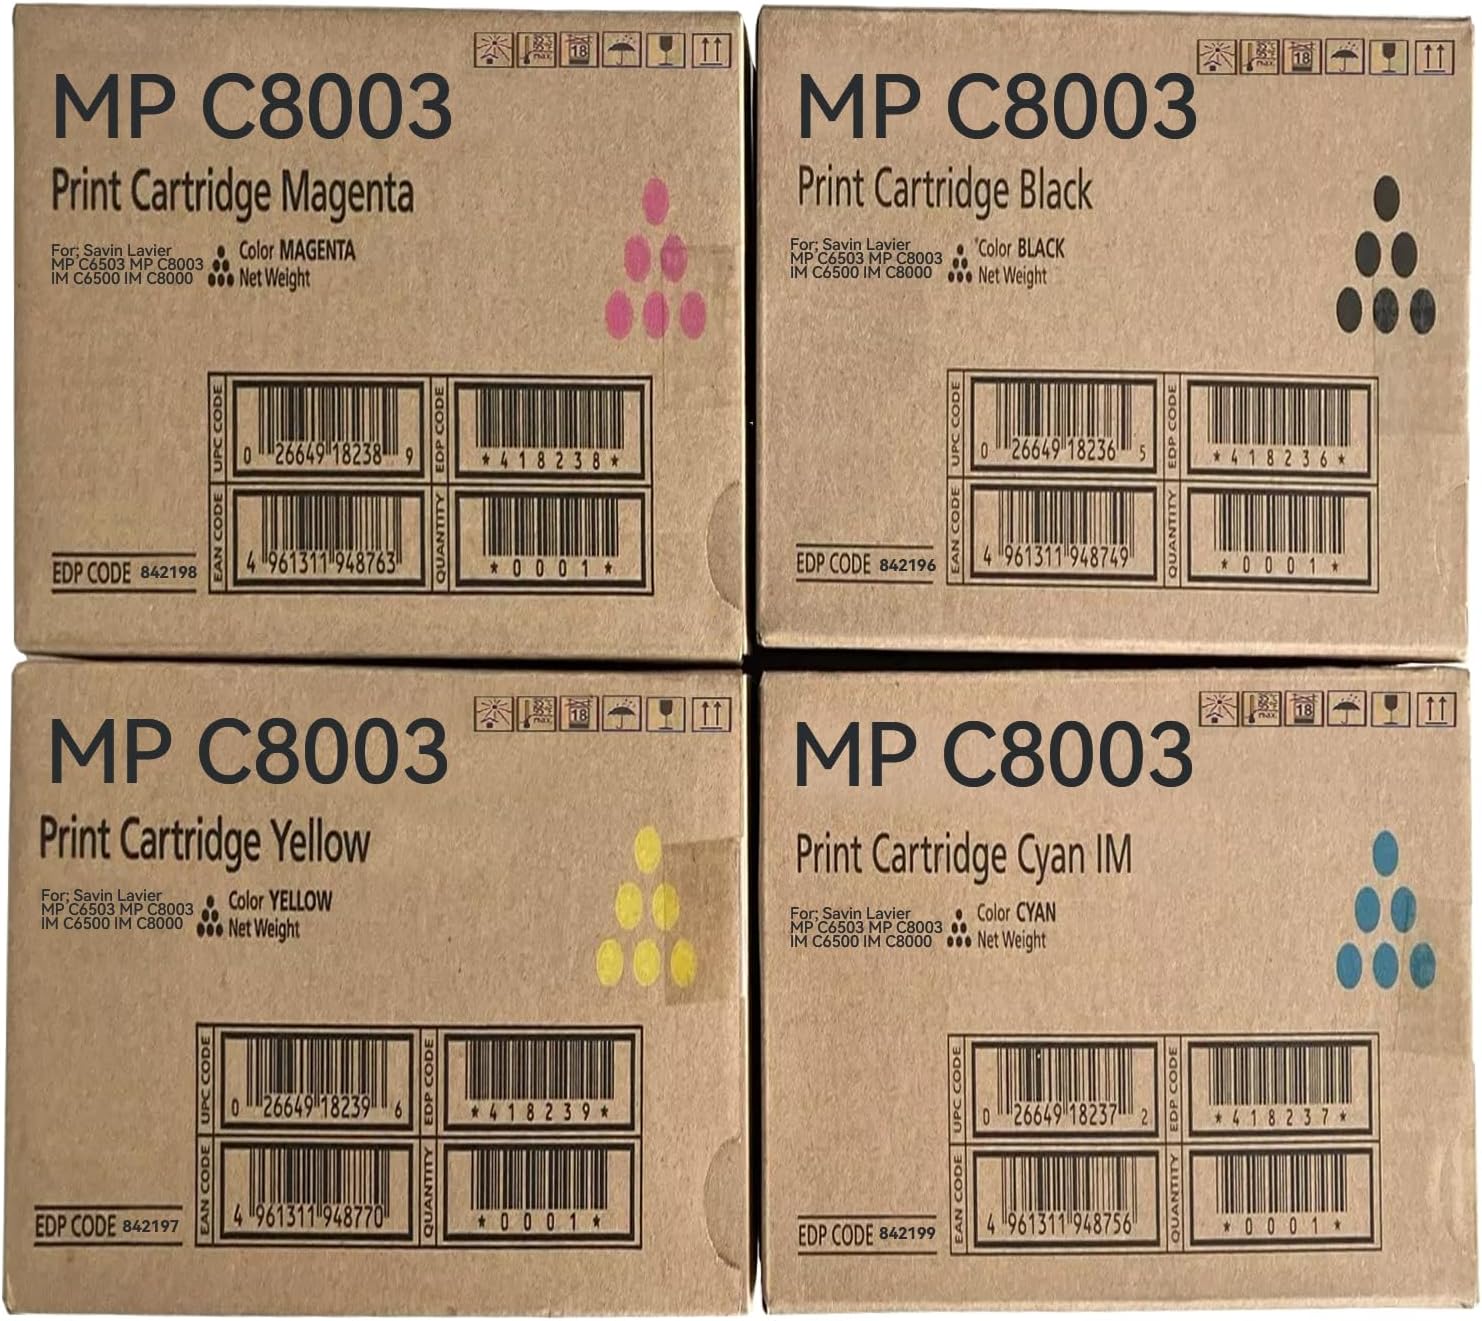 MP C8003
Print Cartridge Magenta
For; Savin Lavier
MP C6503 MP C8003
IM C6500 IM C8000
Color MAGENTA
Net Weight
UPC CODE
0 26649 18238 9
EDP CODE
*418238*
EAN CODE
4 961311 948763
QUANTITY
*0001*
EDP CODE 842198
18
max.
MP C8003
Print Cartridge Black
For; Savin Lavier
MP C6503 MP C8003
IM C6500 IM C8000
Color BLACK
Net Weight
UPC CODE
0 26649 18236 5
EDP CODE
*418236*
EAN CODE
4 961311 948749
QUANTITY
*0001*
EDP CODE 842196
18
max.
MP C8003
Print Cartridge Yellow
For; Savin Lavier
MP C6503 MP C8003
IM C6500 IM C8000
Color YELLOW
Net Weight
UPC CODE
0 26649 18239 6
EDP CODE
*418239*
EAN CODE
4 961311 948770
QUANTITY
*0001*
EDP CODE 842197
18
max.
MP C8003
Print Cartridge Cyan IM
For; Savin Lavier
MP C6503 MP C8003
IM C6500 IM C8000
Color CYAN
Net Weight
UPC CODE
0 26649 18237 2
EDP CODE
*418237*
EAN CODE
4 961311 948756
QUANTITY
*0001*
EDP CODE 842199
18
max.